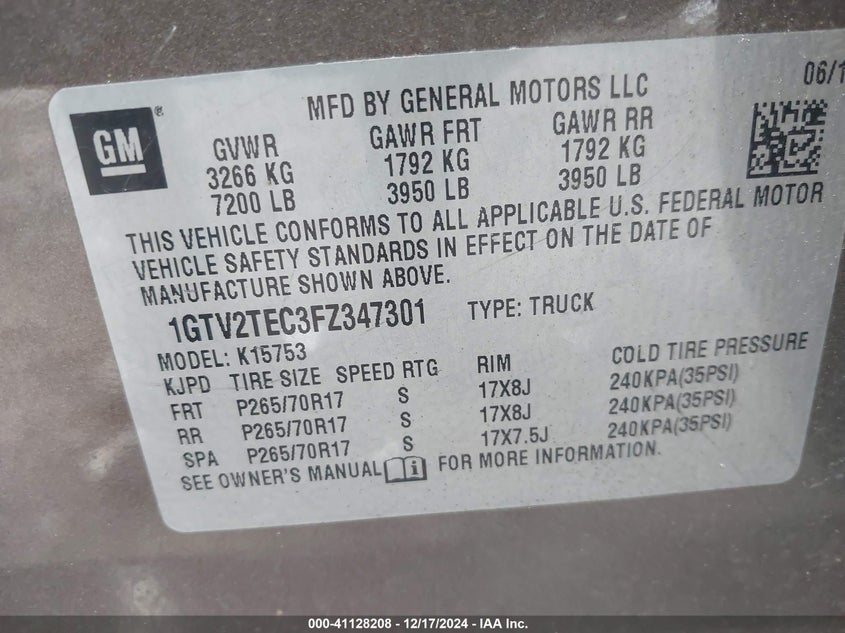 MFD BY GENERAL MOTORS LLC 06/1
GM ®
GVWR GAWR FRT GAWR RR
3266 KG 1792 KG 1792 KG
7200 LB 3950 LB 3950 LB
THIS VEHICLE CONFORMS TO ALL APPLICABLE U.S. FEDERAL MOTOR
VEHICLE SAFETY STANDARDS IN EFFECT ON THE DATE OF
MANUFACTURE SHOWN ABOVE.
1GTV2TEC3FZ347301 TYPE: TRUCK
MODEL: K15753
KJPD TIRE SIZE SPEED RTG RIM COLD TIRE PRESSURE
FRT P265/70R17 S 17X8J 240KPA(35PSI)
RR P265/70R17 S 17X8J 240KPA(35PSI)
SPA P265/70R17 S 17X7.5J 240KPA(35PSI)
SEE OWNER'S MANUAL FOR MORE INFORMATION.
000-41128208 - 12/17/2024 - IAA Inc.